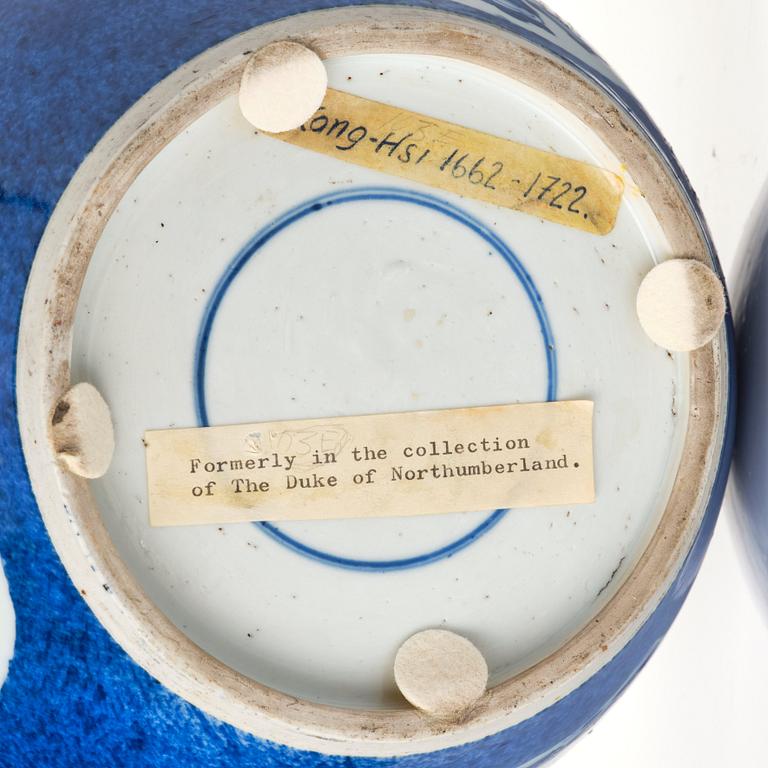 Kang-Hsi 1662-1722.
Formerly in the collection
of The Duke of Northumberland.